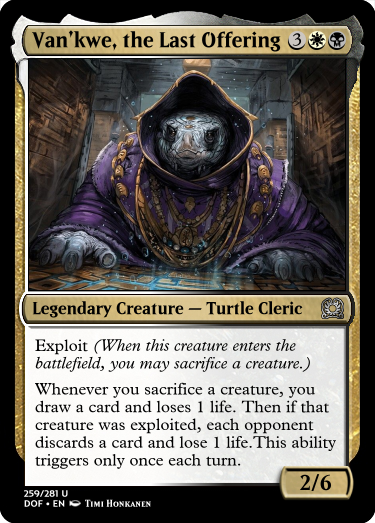 Van'kwe, the Last Offering 3
Legendary Creature — Turtle Cleric
Exploit (When this creature enters the
battlefield, you may sacrifice a creature.)
Whenever you sacrifice a creature, you
draw a card and loses 1 life. Then if that
creature was exploited, each opponent
discards a card and lose 1 life.This ability
triggers only once each turn.
2/6
259/281 U
DOF • EN Timi Honkanen